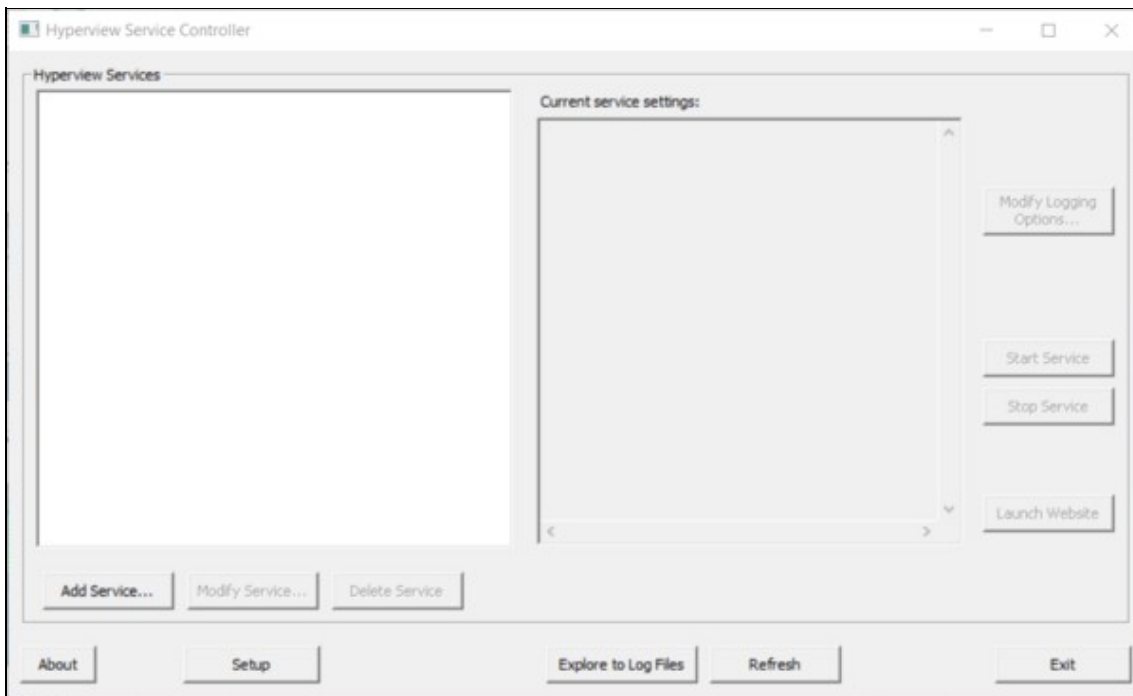 Hyperview Service Controller
Hyperview Services
Current service settings:
Modify Logging
Options...
Start Service
Stop Service
Launch Website
Add Service... Modify Service... Delete Service
About Setup Explore to Log Files Refresh Exit